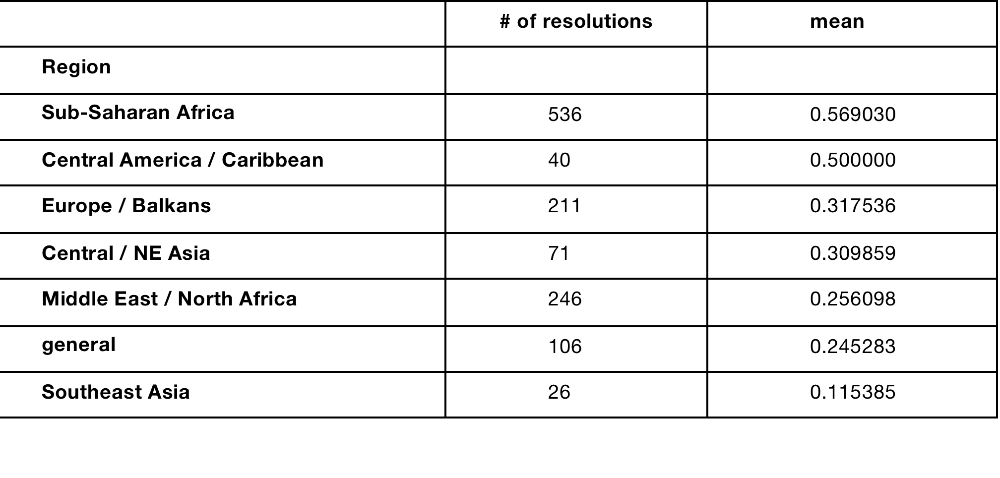 # of resolutions mean
Region
Sub-Saharan Africa 536 0.569030
Central America / Caribbean 40 0.500000
Europe / Balkans 211 0.317536
Central / NE Asia 71 0.309859
Middle East / North Africa 246 0.256098
general 106 0.245283
Southeast Asia 26 0.115385